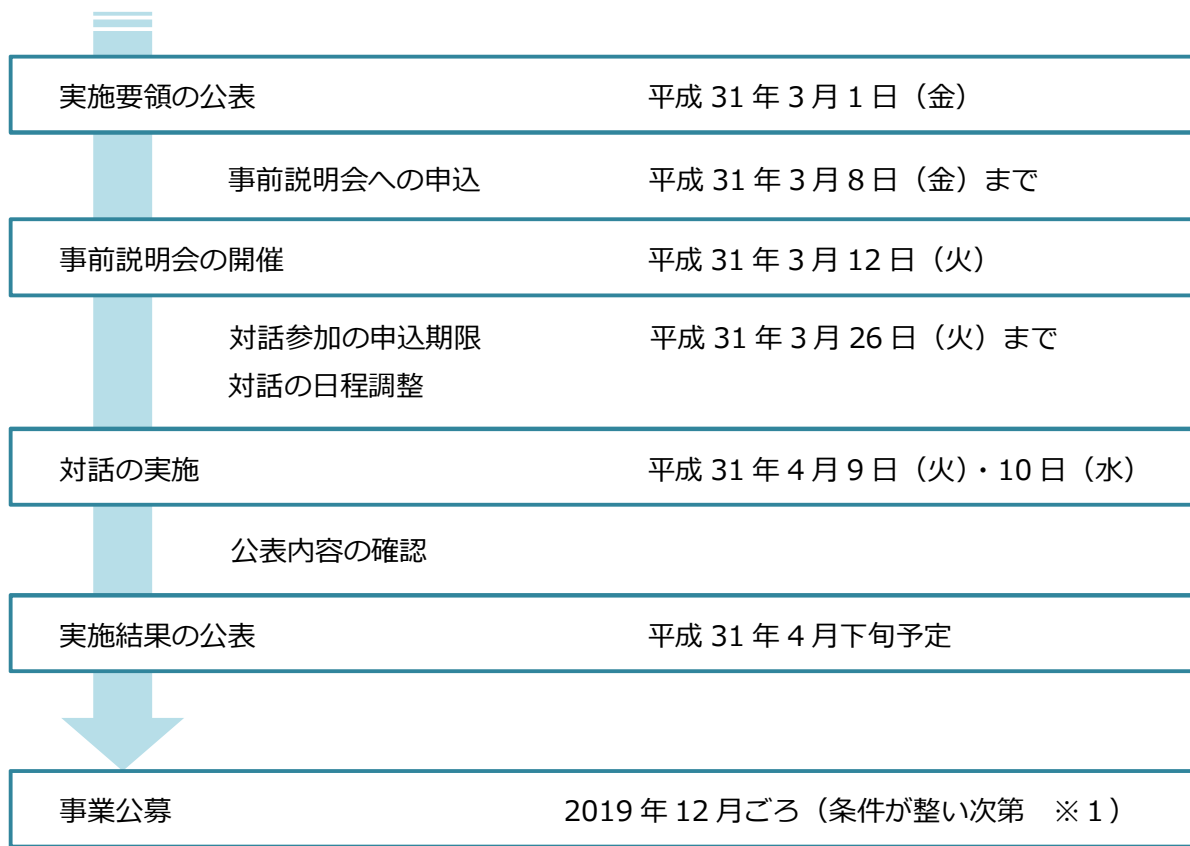 実施要領の公表 平成 31 年 3 月 1 日（金）
事前説明会への申込 平成 31 年 3 月 8 日（金）まで
事前説明会の開催 平成 31 年 3 月 12 日（火）
対話参加の申込期限 平成 31 年 3 月 26 日（火）まで
対話の日程調整
対話の実施 平成 31 年 4 月 9 日（火）・10 日（水）
公表内容の確認
実施結果の公表 平成 31 年 4 月下旬予定
事業公募 2019 年 12 月ごろ（条件が整い次第　※１）